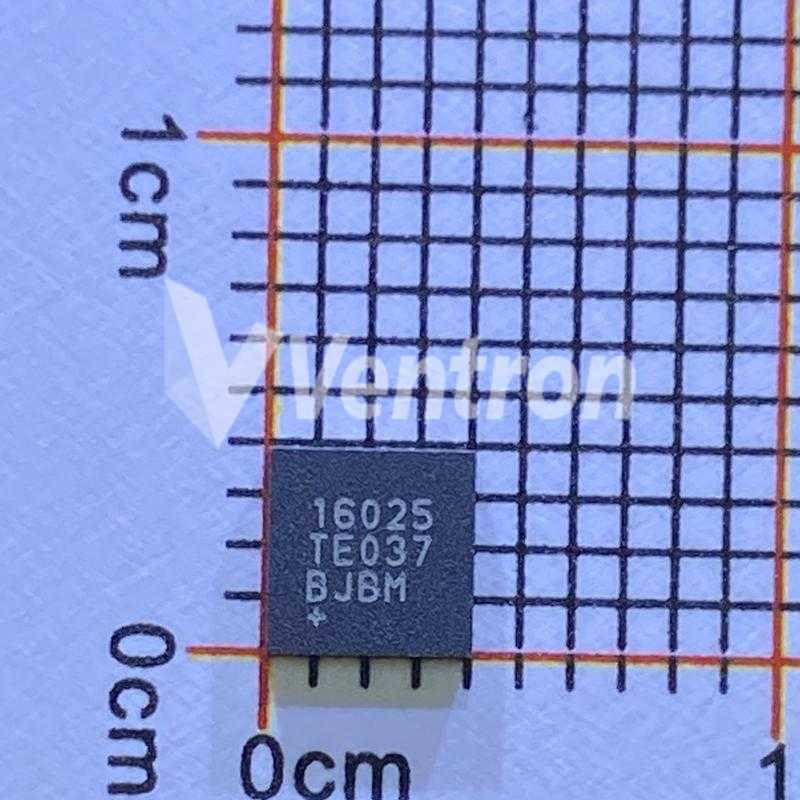 1cm
Ventron
16025
TE037
BJBM
+
0cm
0cm
1